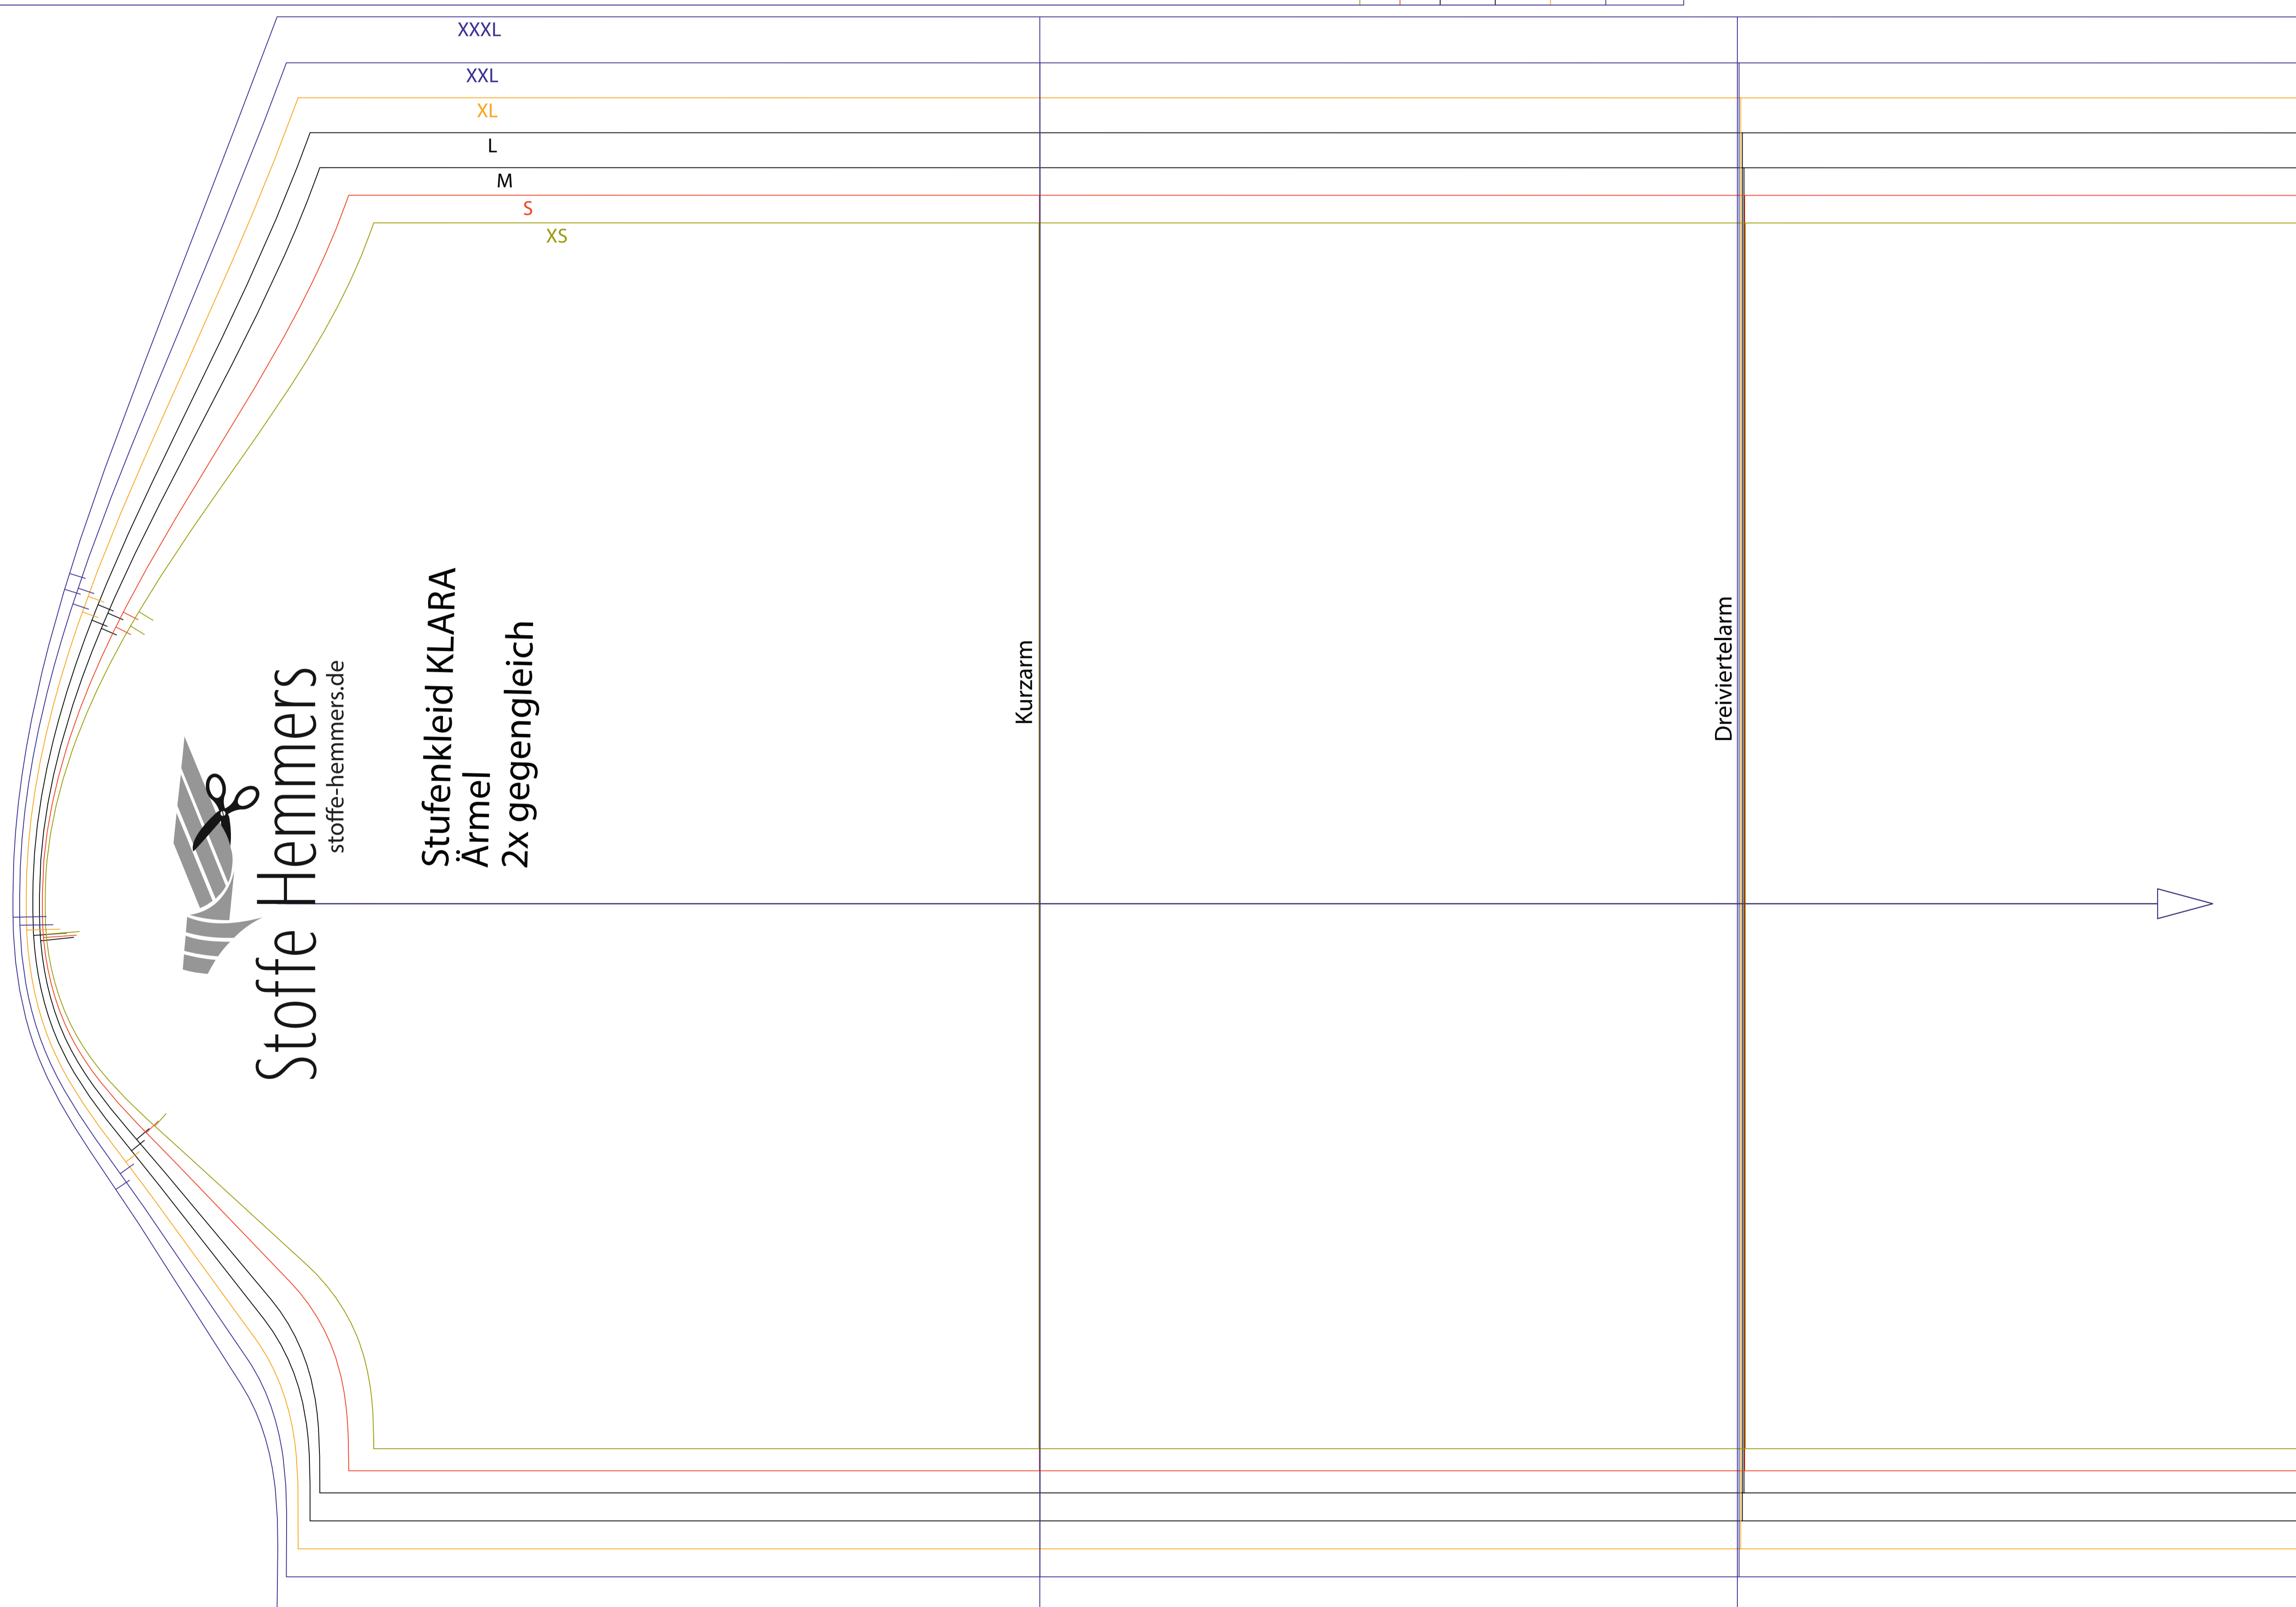 XXXL
XXL
XL
L
M
S
XS
Stoffe Hemmers
stoffe-hemmers.de
Stufenkleid KLARA
Ärmel
2x gegengleich
Kurzarm
Dreiviertelarm